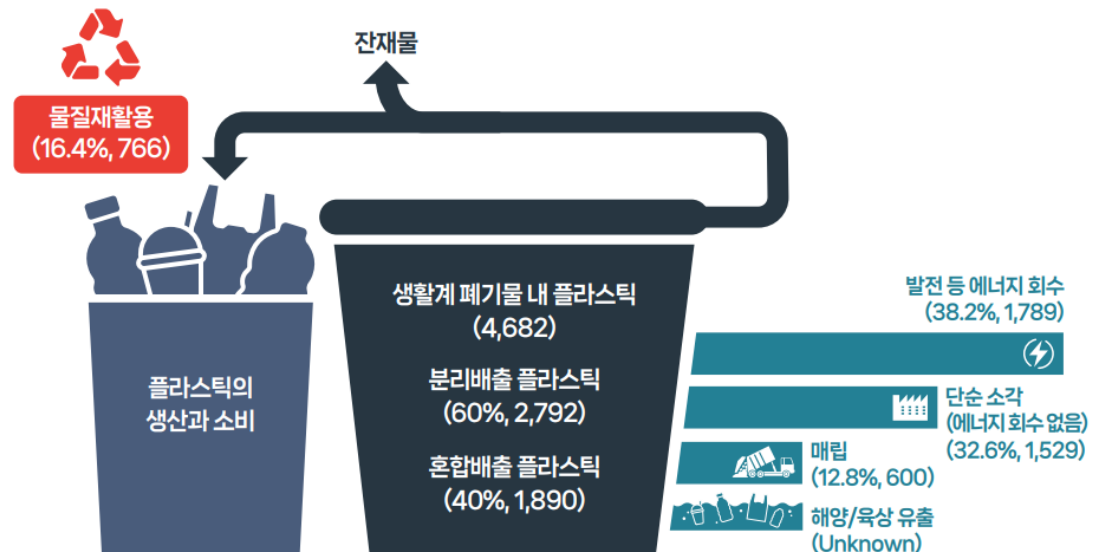 잔재물
물질재활용
(16.4%, 766)
생활계 폐기물 내 플라스틱
(4,682)
분리배출 플라스틱
(60%, 2,792)
혼합배출 플라스틱
(40%, 1,890)
플라스틱의
생산과 소비
발전 등 에너지 회수
(38.2%, 1,789)
단순 소각
(에너지 회수 없음)
(32.6%, 1,529)
매립
(12.8%, 600)
해양/육상 유출
(Unknown)